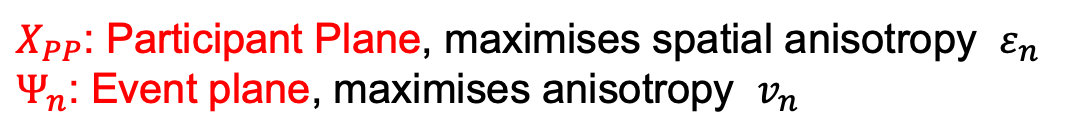 X_PP: Participant Plane, maximises spatial anisotropy ε_n
Ψ_n: Event plane, maximises anisotropy v_n